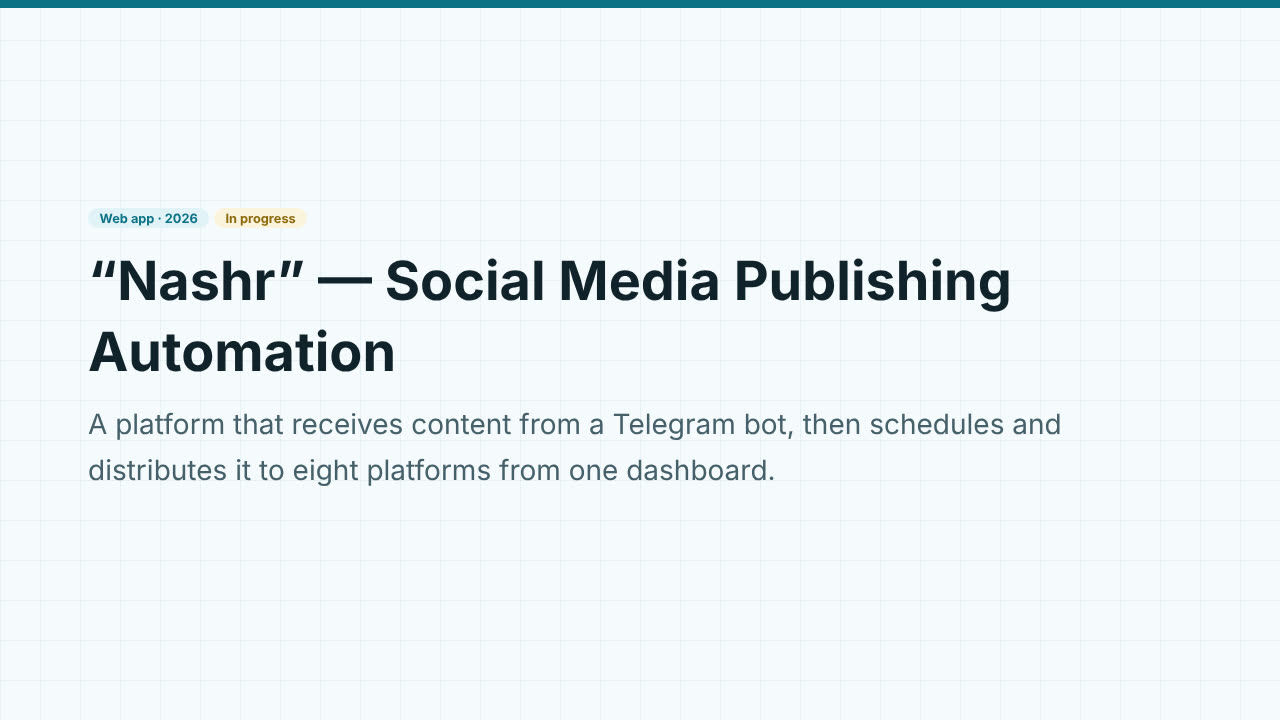 Web app · 2026 In progress
“Nashr” — Social Media Publishing
Automation
A platform that receives content from a Telegram bot, then schedules and
distributes it to eight platforms from one dashboard.